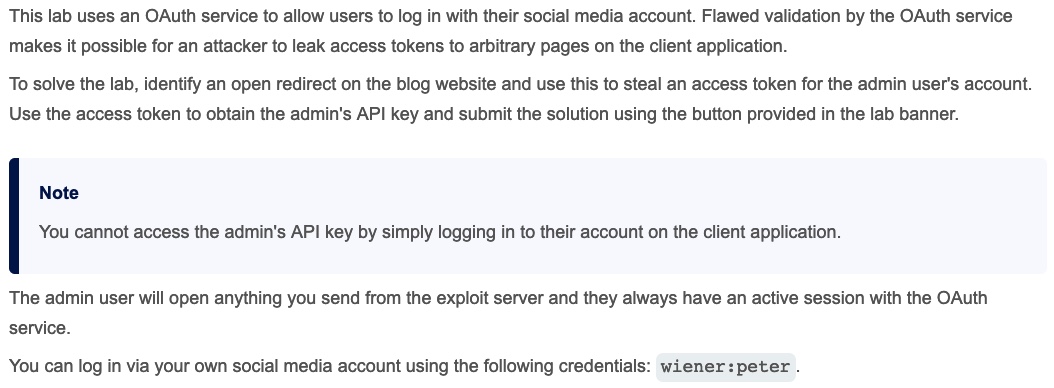 This lab uses an OAuth service to allow users to log in with their social media account. Flawed validation by the OAuth service
makes it possible for an attacker to leak access tokens to arbitrary pages on the client application.
To solve the lab, identify an open redirect on the blog website and use this to steal an access token for the admin user's account.
Use the access token to obtain the admin's API key and submit the solution using the button provided in the lab banner.
Note
You cannot access the admin's API key by simply logging in to their account on the client application.
The admin user will open anything you send from the exploit server and they always have an active session with the OAuth
service.
You can log in via your own social media account using the following credentials: wiener:peter.